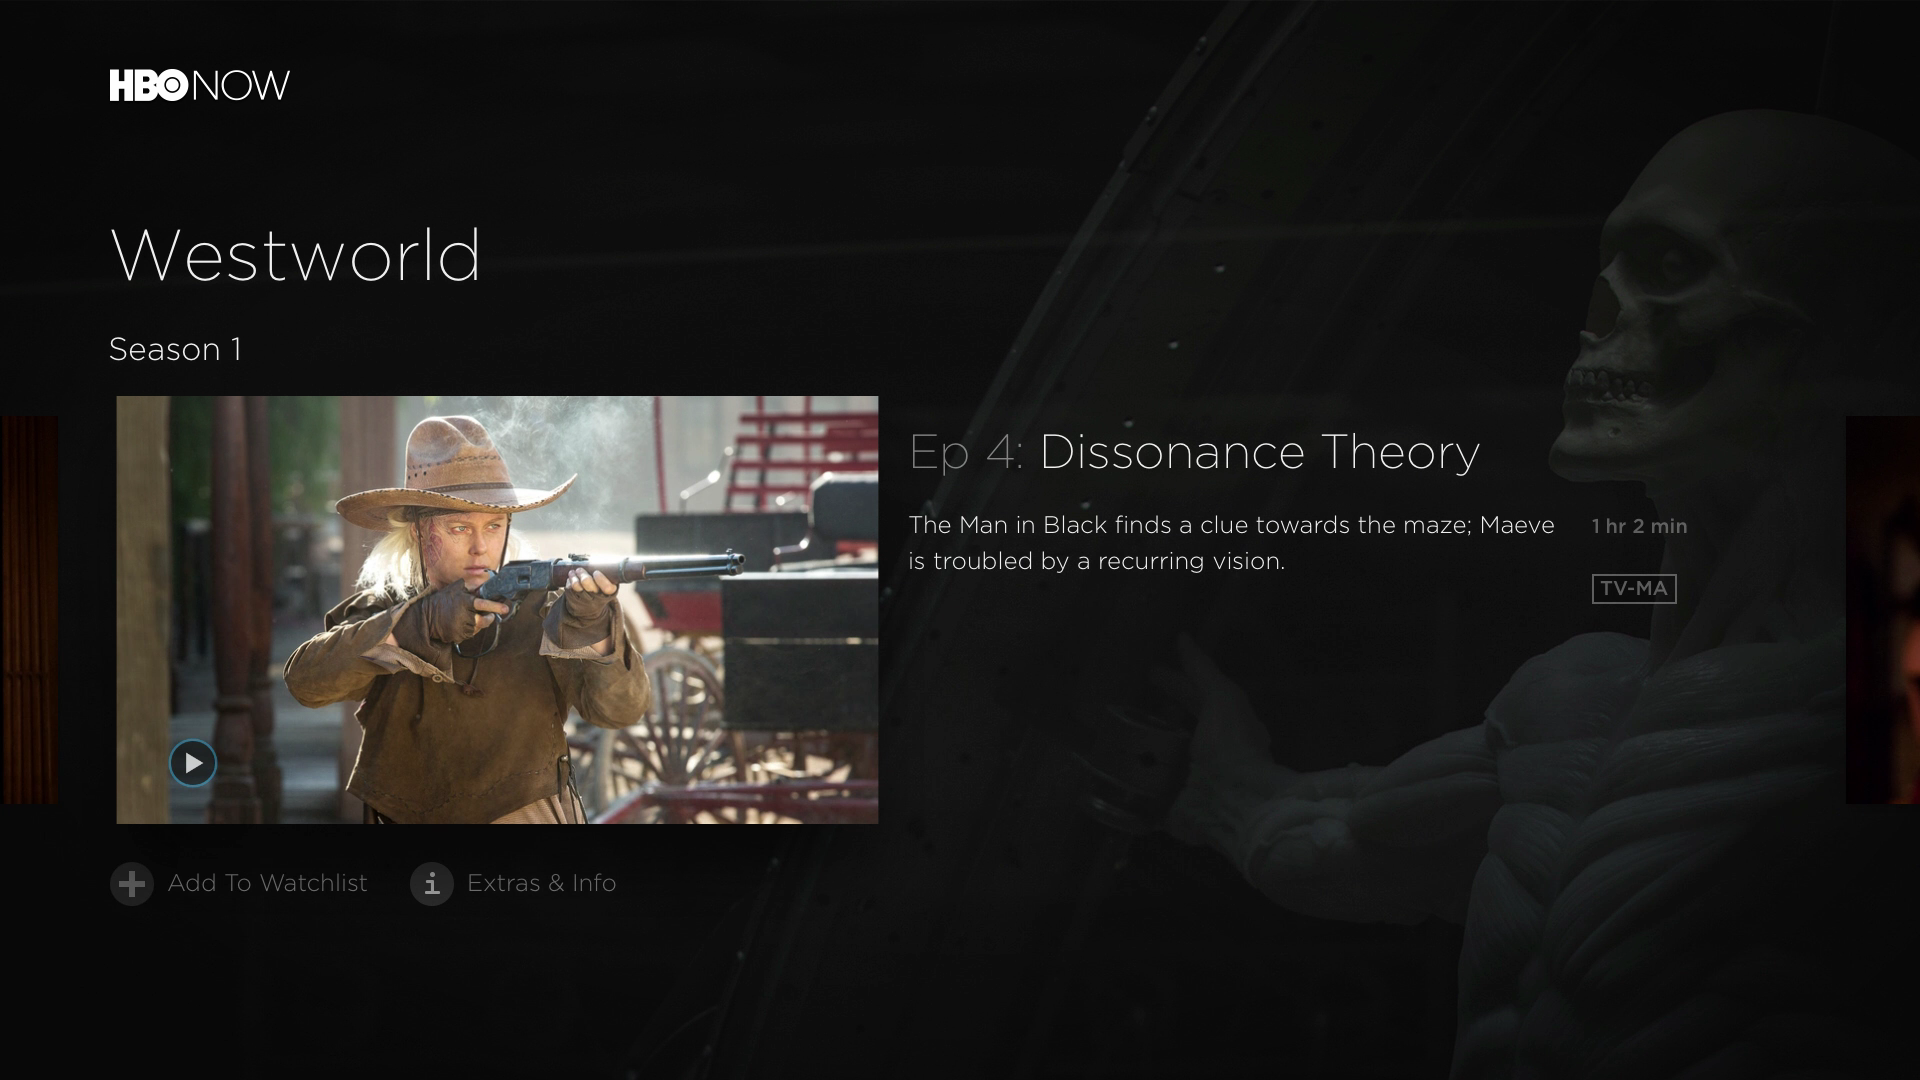 HBO NOW
Westworld
Season 1
Ep 4: Dissonance Theory
The Man in Black finds a clue towards the maze; Maeve
is troubled by a recurring vision.
1 hr 2 min
TV-MA
Add To Watchlist
Extras & Info